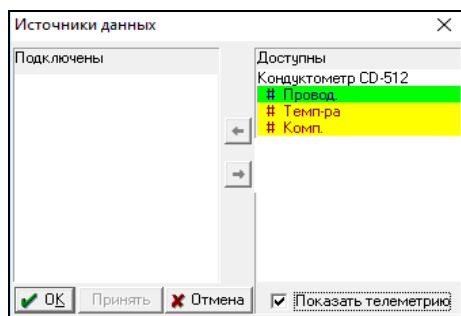 Источники данных
Подключены
Доступны
Кондуктометр CD-512
# Провод.
# Темп-ра
# Комп.
OK
Принять
Отмена
Показать телеметрию